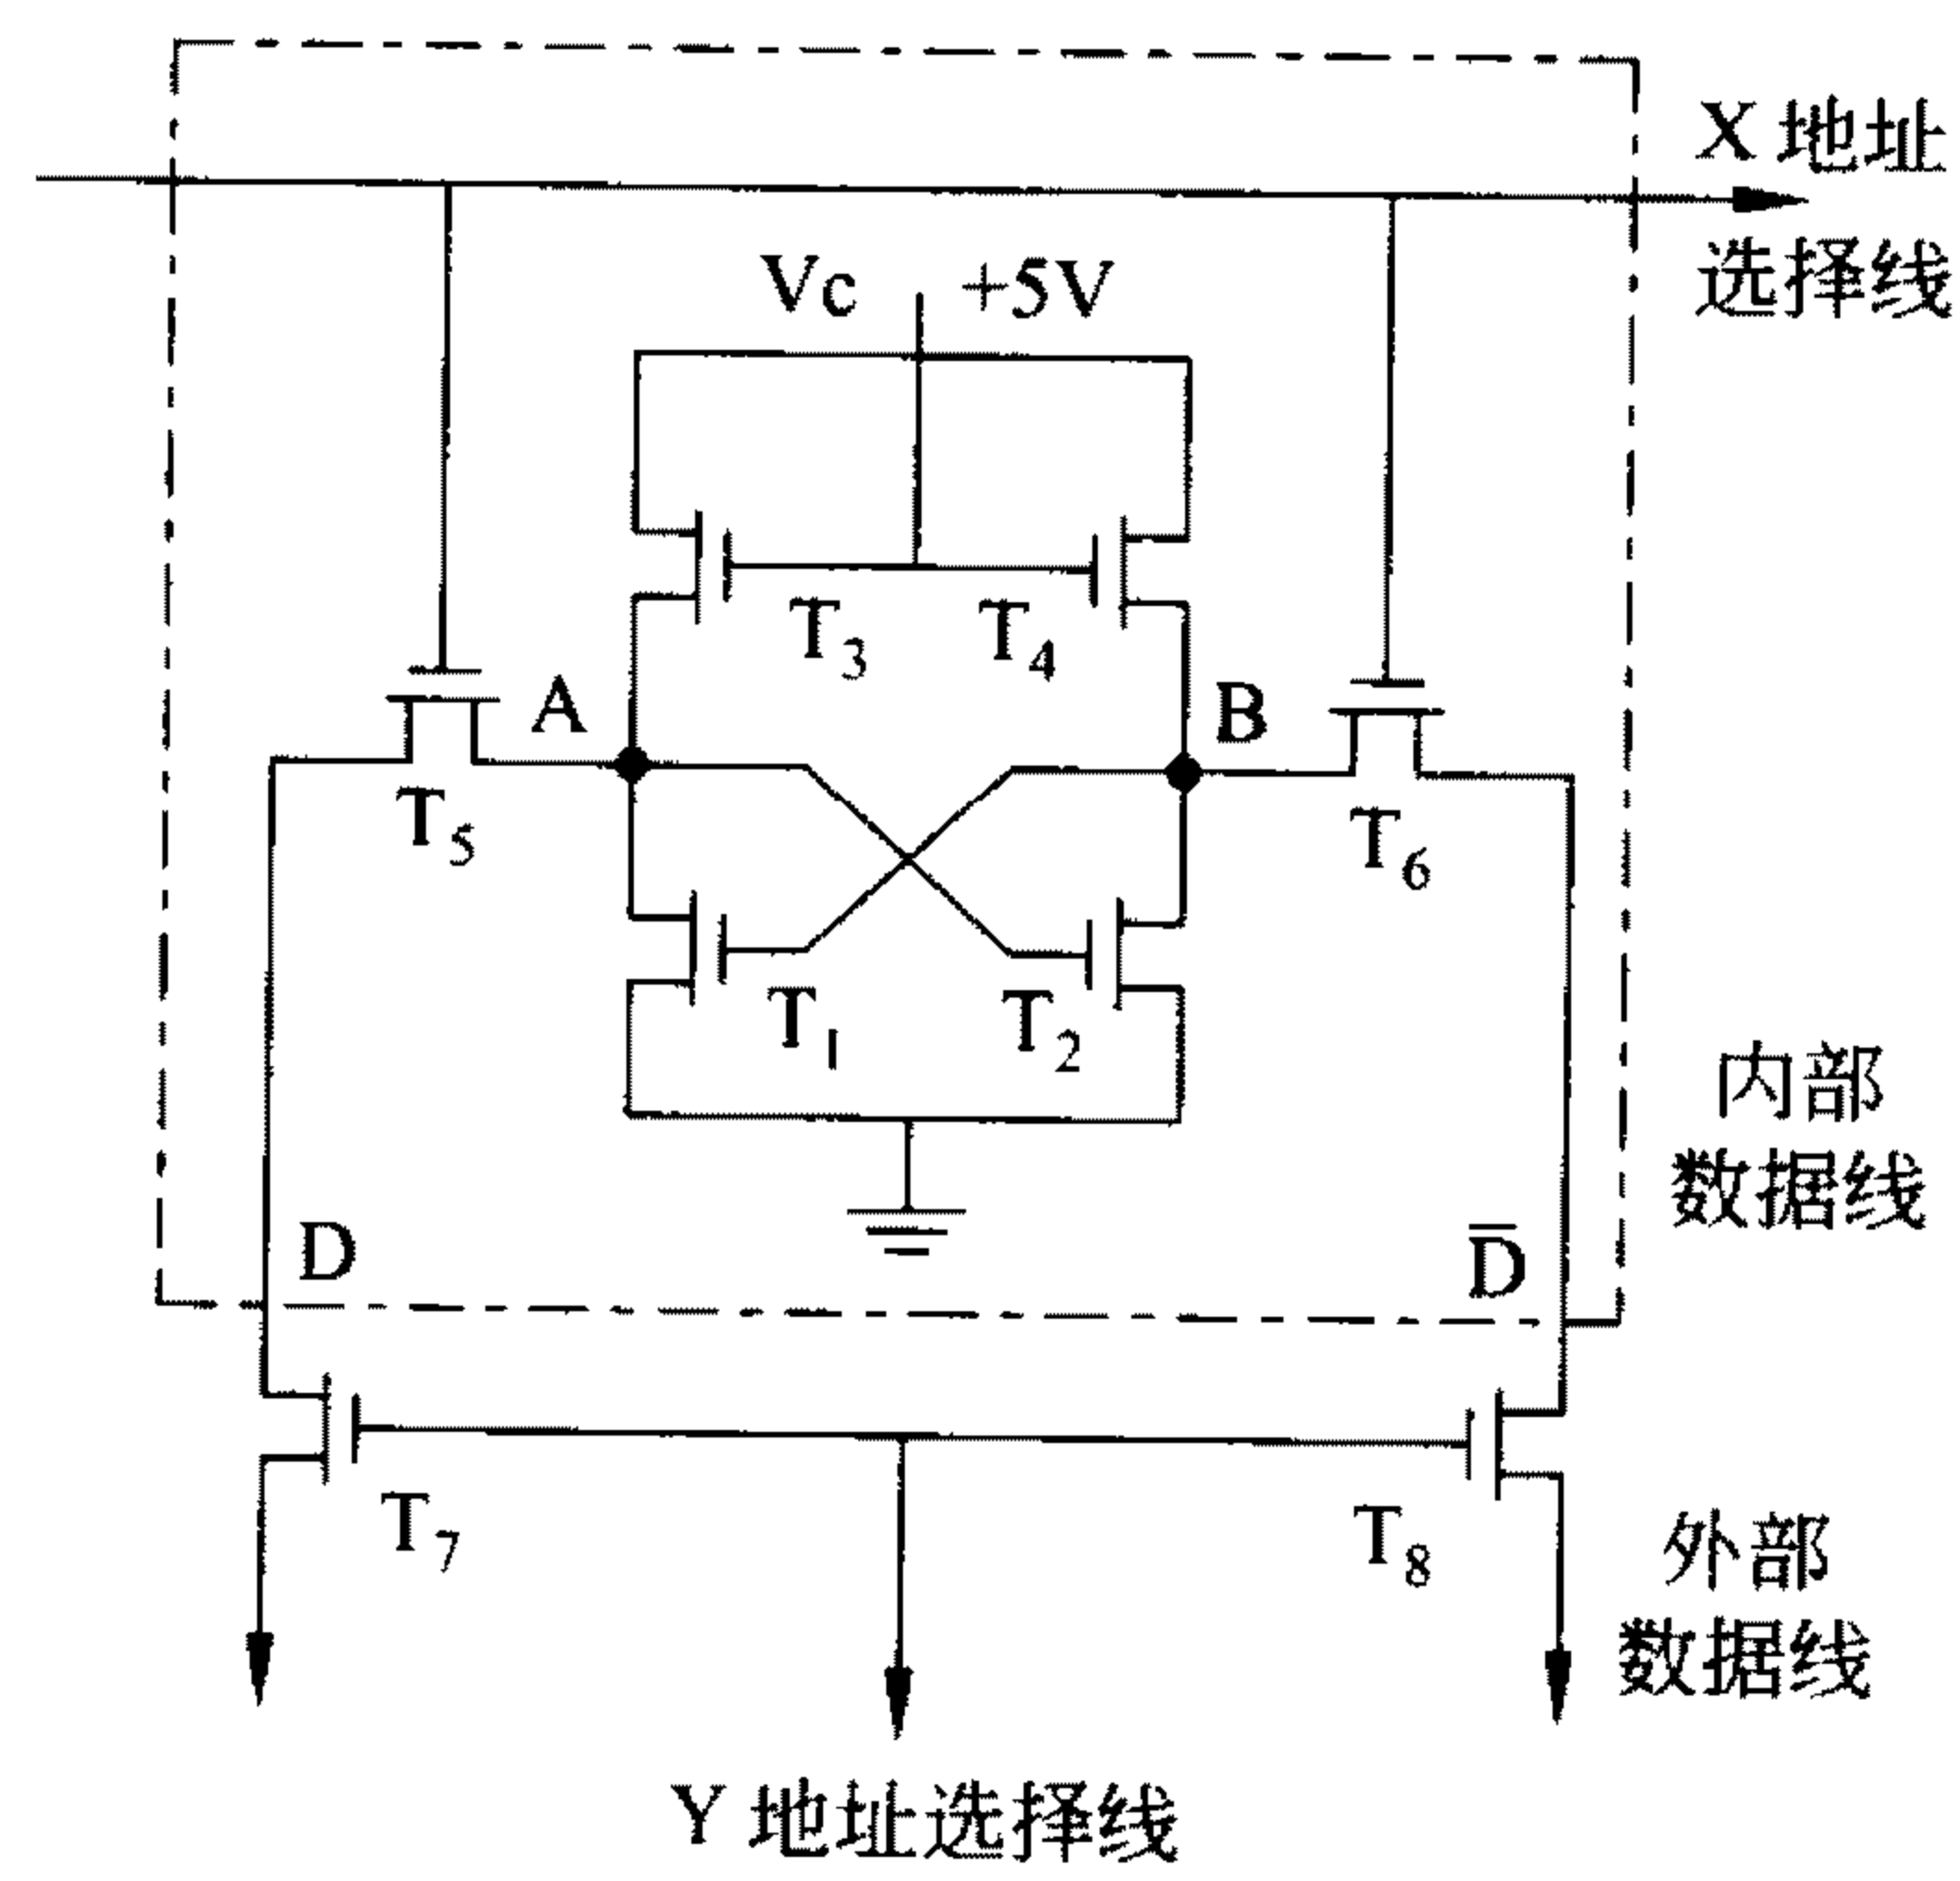 X 地址
选择线
Vc +5V
T3 T4
A B
T5 T6
T1 T2
内部
数据线
D D̅
T7 T8
外部
数据线
Y 地址选择线